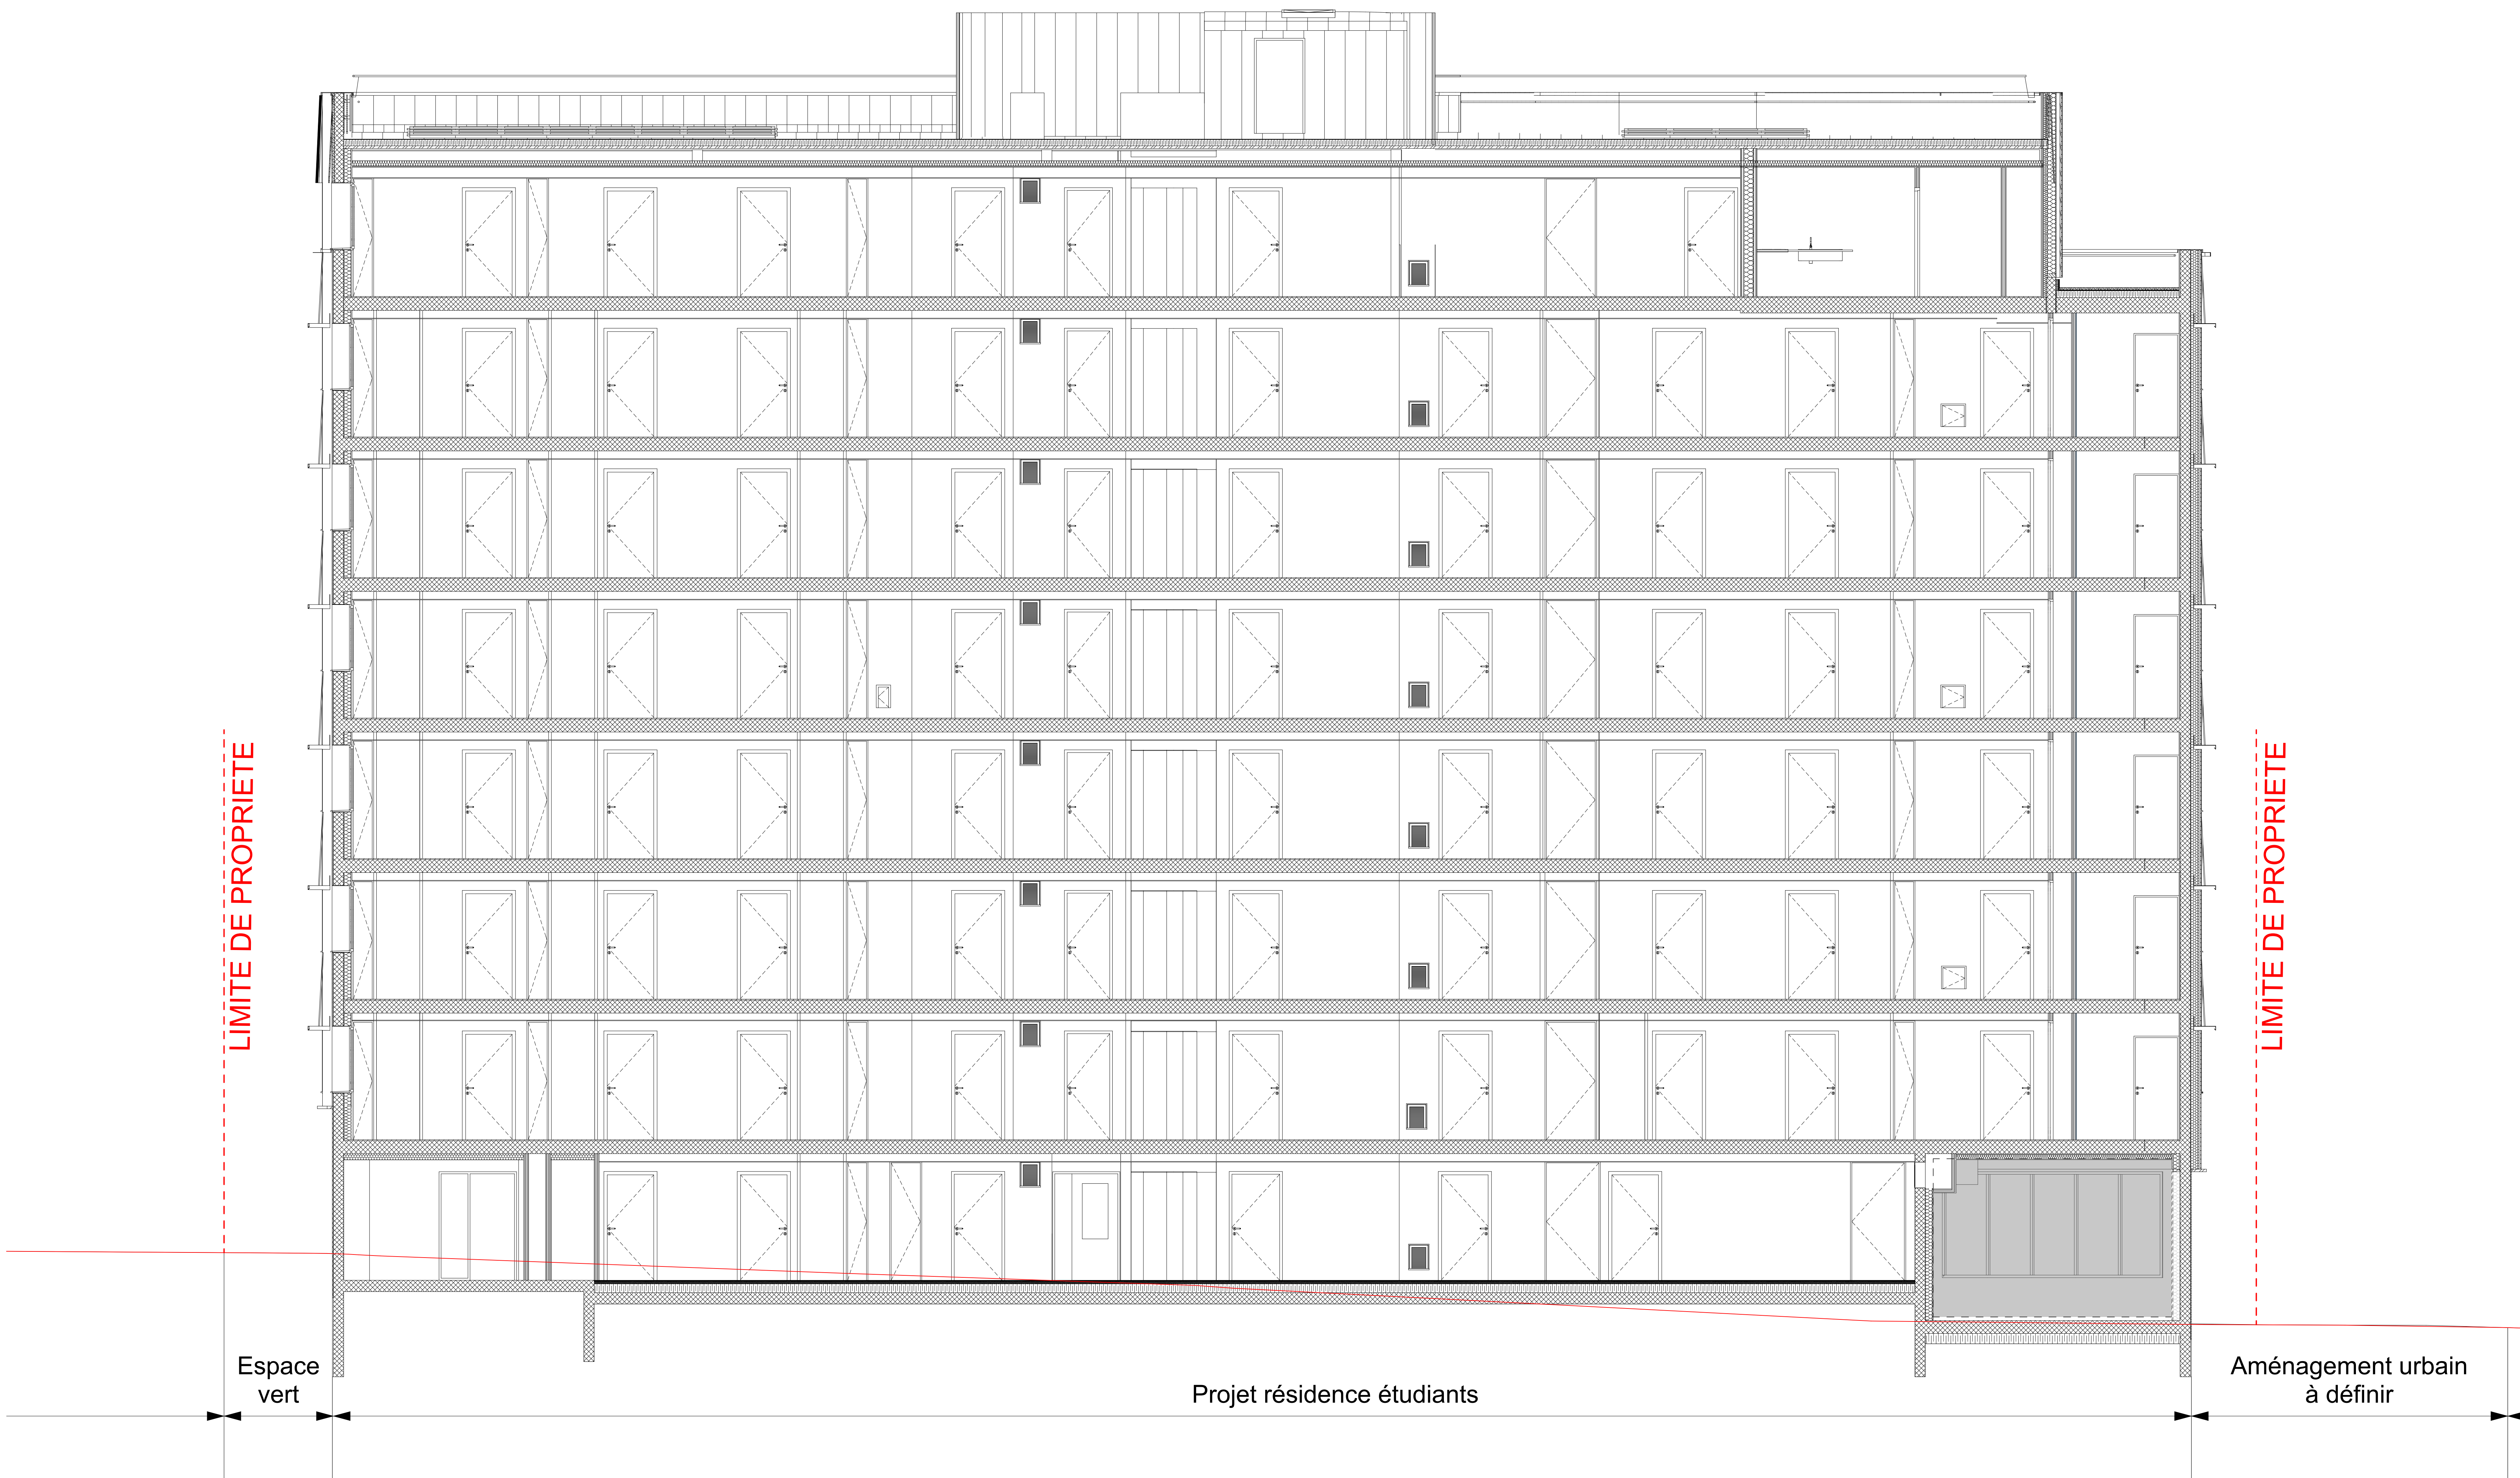 LIMITE DE PROPRIETE
LIMITE DE PROPRIETE
Espace
vert
Projet résidence étudiants
Aménagement urbain
à définir